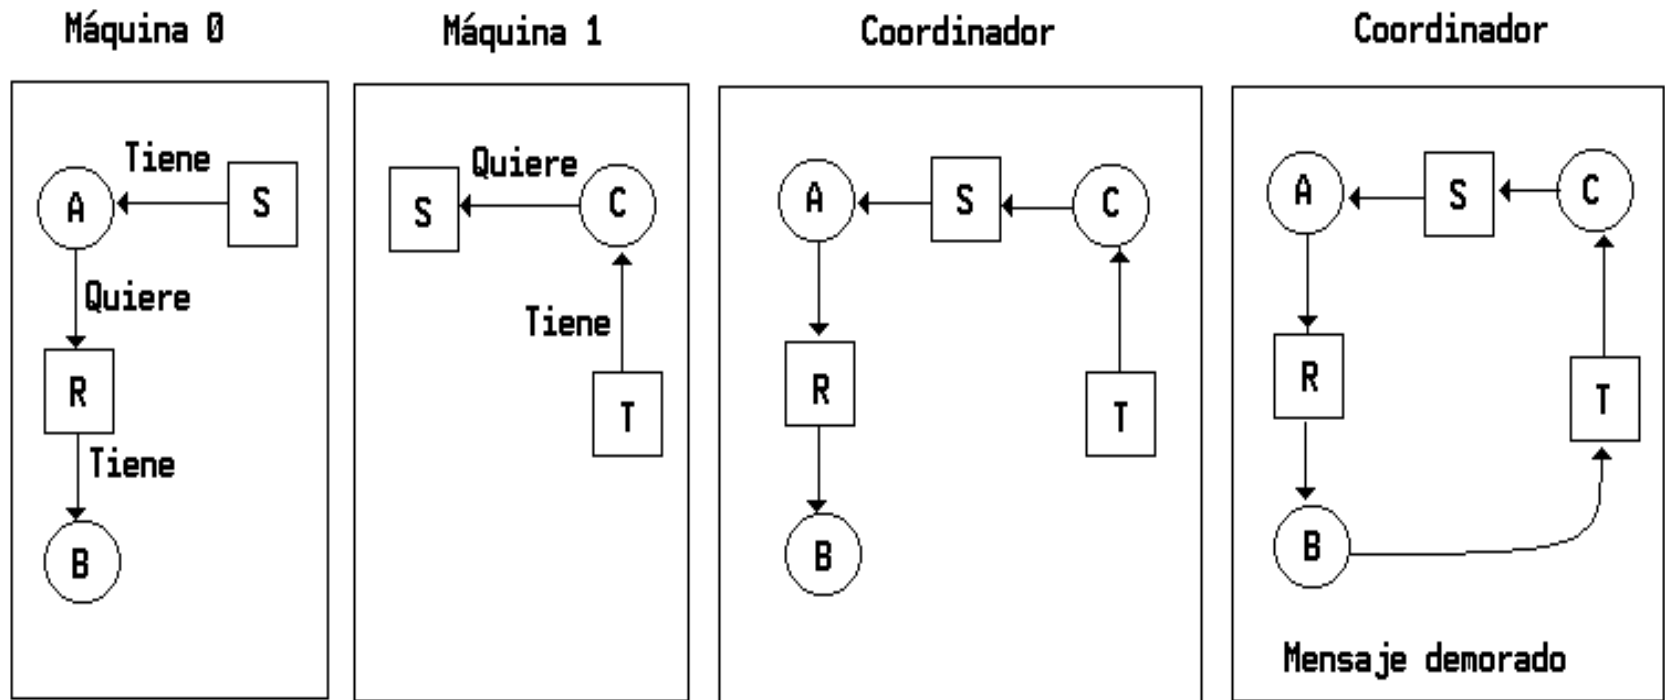 Máquina 0
Tiene
A
S
Quiere
R
Tiene
B
Máquina 1
Quiere
S
C
Tiene
T
Coordinador
A
S
C
R
T
B
Coordinador
A
S
C
R
T
B
Mensaje demorado